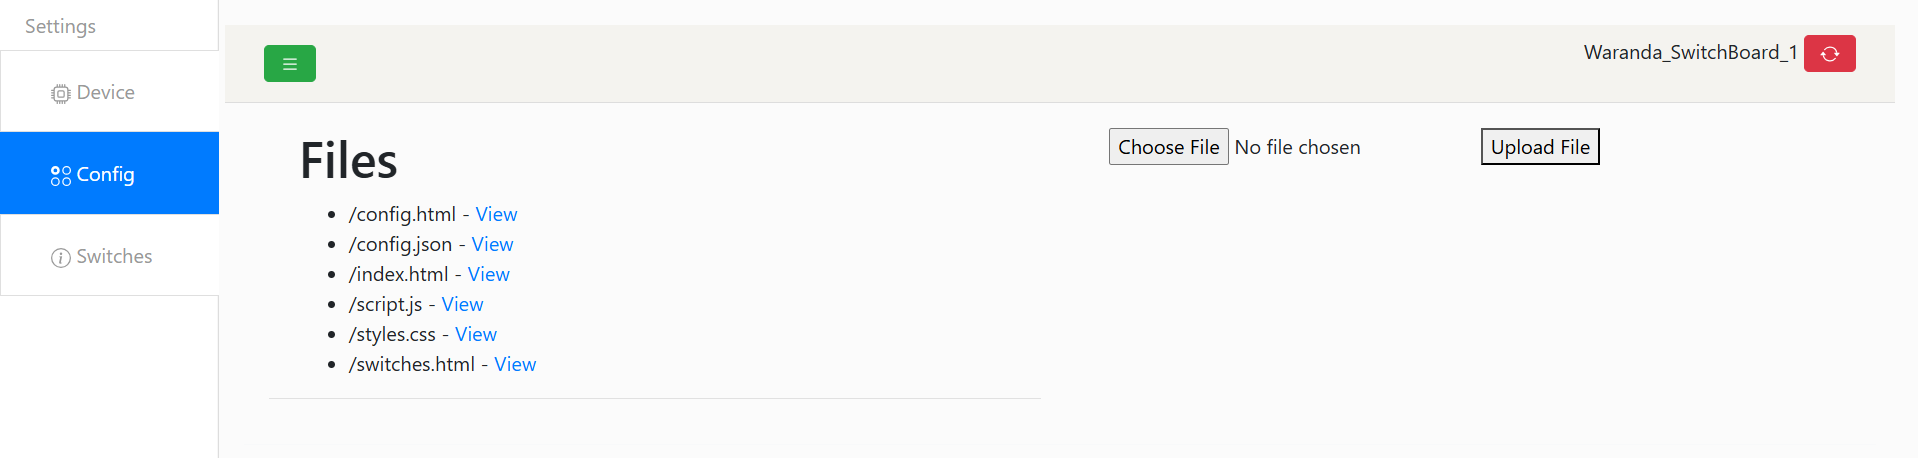 Settings
Device
Config
Switches
Waranda_SwitchBoard_1
Files
/config.html - View
/config.json - View
/index.html - View
/script.js - View
/styles.css - View
/switches.html - View
Choose File No file chosen Upload File